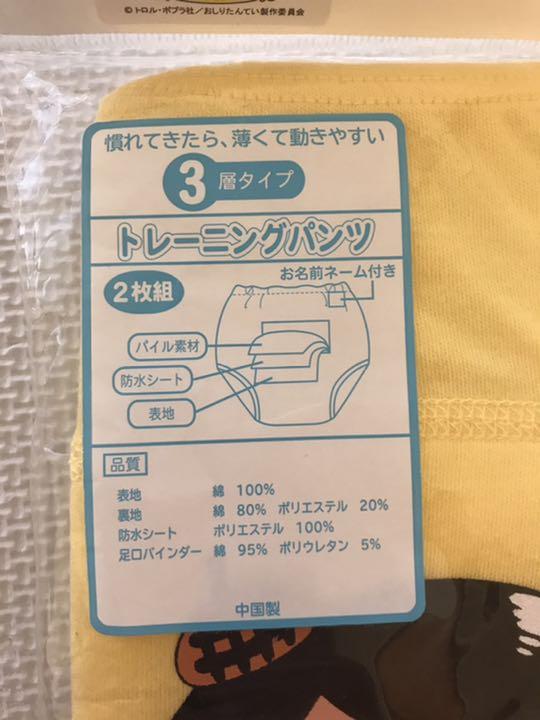 ©トロル・ポプラ社/おしりたんてい製作委員会
慣れてきたら、薄くて動きやすい
3層タイプ
トレーニングパンツ
2枚組
お名前ネーム付き
パイル素材
防水シート
表地
品質
表地 綿 100%
裏地 綿 80% ポリエステル 20%
防水シート ポリエステル 100%
足口バインダー 綿 95% ポリウレタン 5%
中国製